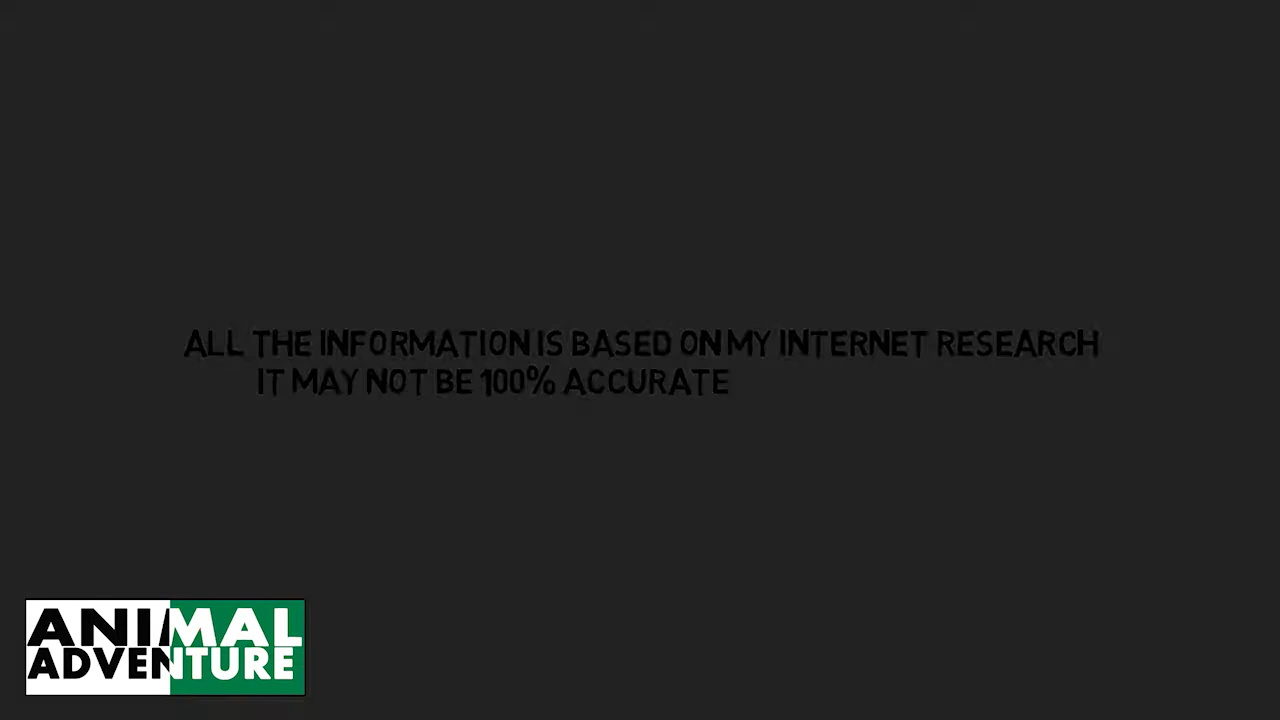 ALL THE INFORMATION IS BASED ON MY INTERNET RESEARCH
IT MAY NOT BE 100% ACCURATE
ANIMAL
ADVENTURE